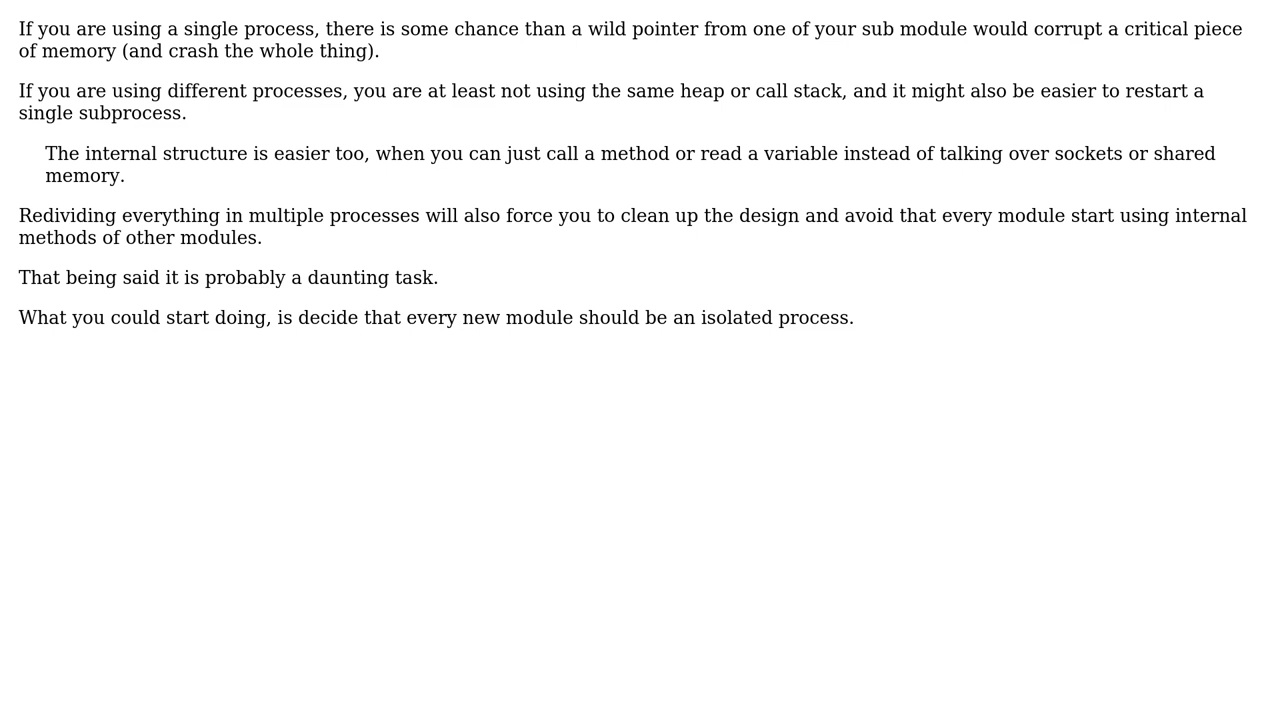 If you are using a single process, there is some chance than a wild pointer from one of your sub module would corrupt a critical piece
of memory (and crash the whole thing).
If you are using different processes, you are at least not using the same heap or call stack, and it might also be easier to restart a
single subprocess.
The internal structure is easier too, when you can just call a method or read a variable instead of talking over sockets or shared
memory.
Redividing everything in multiple processes will also force you to clean up the design and avoid that every module start using internal
methods of other modules.
That being said it is probably a daunting task.
What you could start doing, is decide that every new module should be an isolated process.